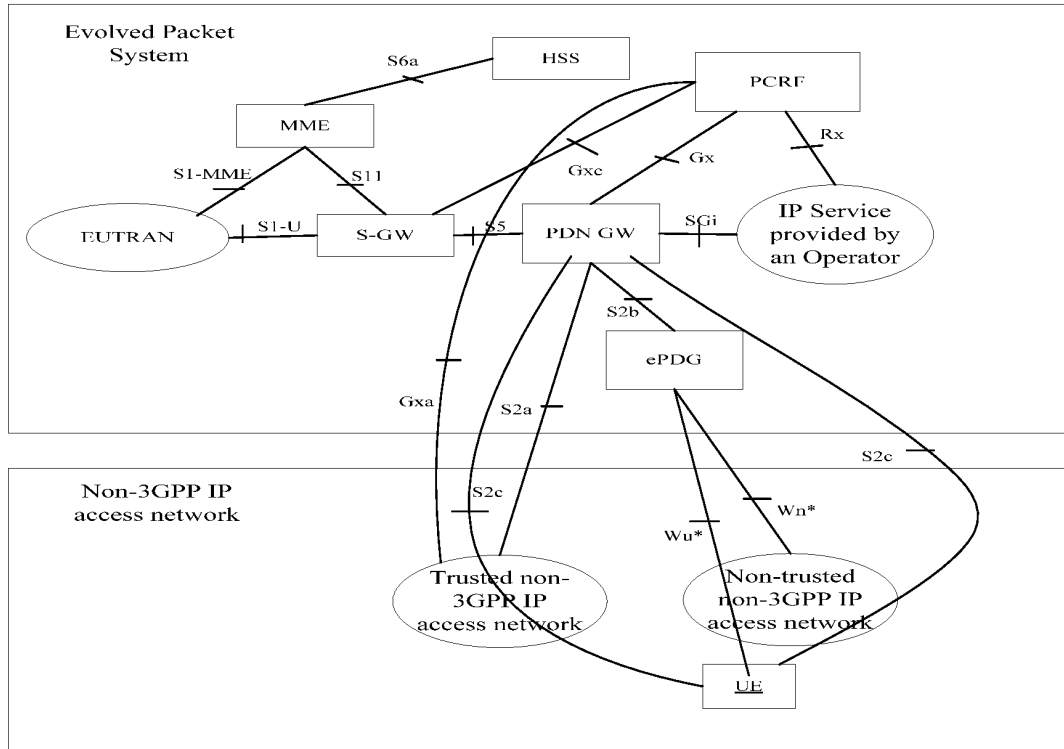 Evolved Packet
System
S6a
HSS
PCRF
MME
Rx
S1-MME
S11
Gxc
Gx
EUTRAN
S1-U
S-GW
S5
PDN GW
SGi
IP Service
provided by
an Operator
S2b
ePDG
Gxa
S2a
S2c
Non-3GPP IP
access network
S2c
Wn*
Wu*
Trusted non-
3GPP IP
access network
Non-trusted
non-3GPP IP
access network
UE